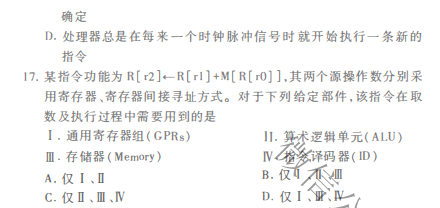 确定
D. 处理器总是在每来一个时钟脉冲信号时就开始执行一条新的
指令
17. 某指令功能为 R[r2]←R[r1]+M[R[r0]],其两个源操作数分别采
用寄存器、寄存器间接寻址方式。对于下列给定部件,该指令在取
数及执行过程中需要用到的是
Ⅰ. 通用寄存器组(GPRs) Ⅱ. 算术逻辑单元(ALU)
Ⅲ. 存储器(Memory) Ⅳ. 指令译码器(ID)
A. 仅Ⅰ、Ⅱ B. 仅Ⅰ、Ⅱ、Ⅲ
C. 仅Ⅱ、Ⅲ、Ⅳ D. 仅Ⅰ、Ⅲ、Ⅳ
微信公